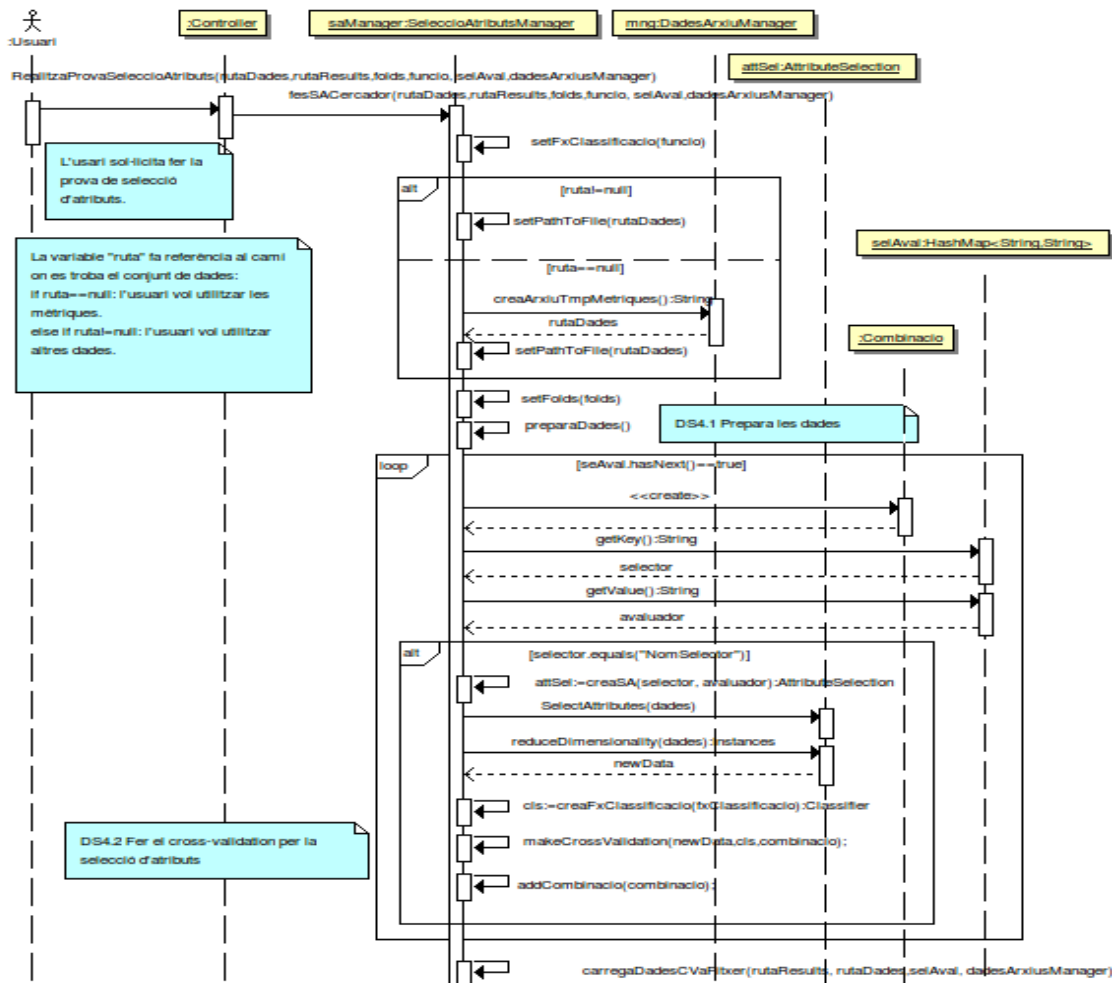 :Usuari
:Controller
saManager:SeleccioAtributsManager
mng:DadesArxiuManager
attSel:AttributeSelection
RealitzaProvaSeleccioAtributs(rutaDades,rutaResults,folds,funcio, selAval,dadesArxiusManager)
fesSACercador(rutaDades,rutaResults,folds,funcio, selAval,dadesArxiusManager)
setFxClassificacio(funcio)
L'usari sol·licita fer la
prova de selecció
d'atributs.
alt
[ruta!=null]
setPathToFile(rutaDades)
selAval:HashMap<String,String>
La variable "ruta" fa referència al camí
on es troba el conjunt de dades:
if ruta==null: l'usuari vol utilitzar les
mètriques.
else if ruta!=null: l'usuari vol utilitzar
altres dades.
[ruta==null]
creaArxiuTmpMetriques():String
rutaDades
setPathToFile(rutaDades)
:Combinacio
setFolds(folds)
preparaDades()
DS4.1 Prepara les dades
loop
[seAval.hasNext()==true]
<<create>>
getKey():String
selector
getValue():String
avaluador
alt
[selector.equals("NomSelector")]
attSel:=creaSA(selector, avaluador):AttributeSelection
SelectAttributes(dades)
reduceDimensionality(dades):Instances
newData
cls:=creaFxClassificacio(fxClassificacio):Classifier
DS4.2 Fer el cross-validation per la
selecció d'atributs
makeCrossValidation(newData,cls,combinacio);
addCombinacio(combinacio);
carregaDadesCVaFitxer(rutaResults, rutaDades,selAval, dadesArxiusManager)